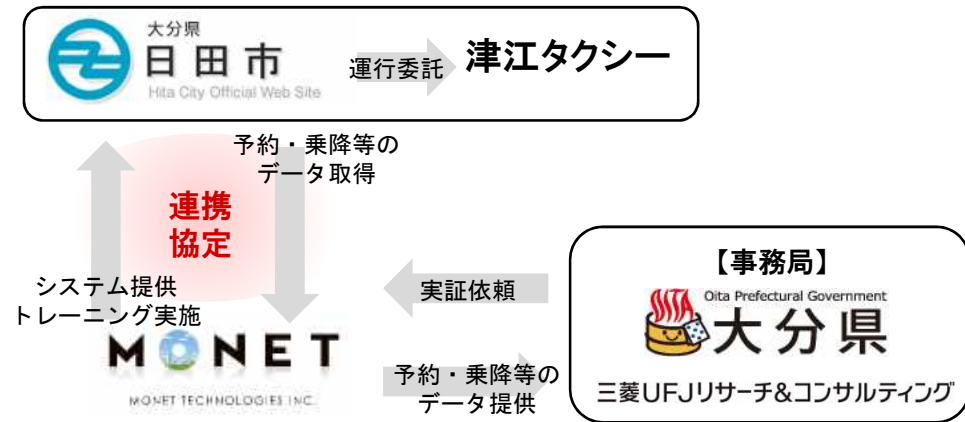 大分県
日田市
Hita City Official Web Site
運行委託
津江タクシー
予約・乗降等の
データ取得
連携
協定
システム提供
トレーニング実施
MONET
MONET TECHNOLOGIES INC.
実証依頼
予約・乗降等の
データ提供
【事務局】
OITA
Oita Prefectural Government
大分県
三菱UFJリサーチ&コンサルティング